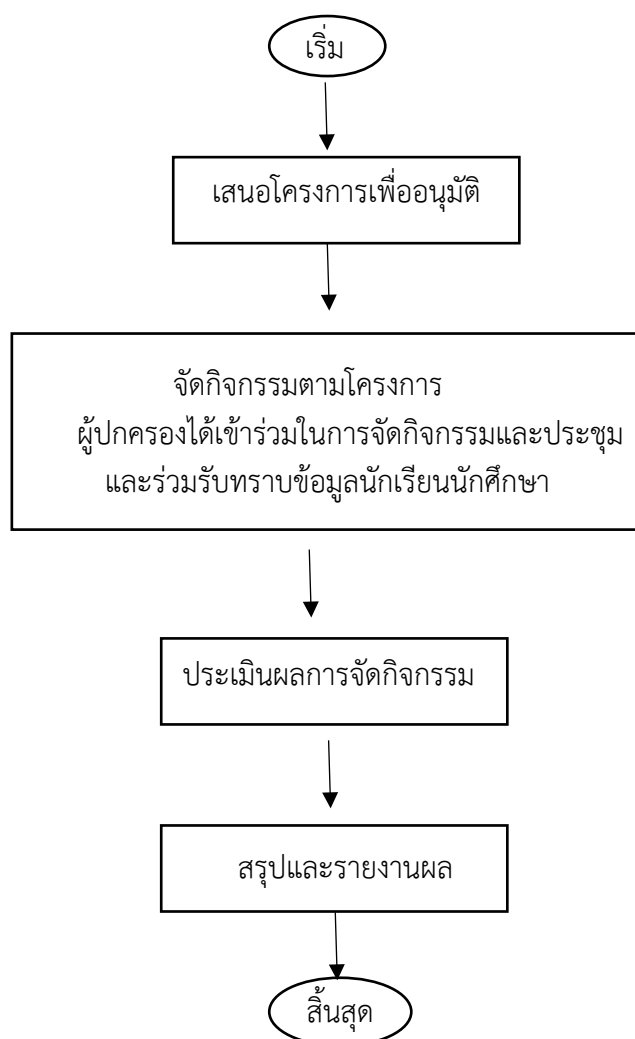 เริ่ม
เสนอโครงการเพื่ออนุมัติ
จัดกิจกรรมตามโครงการ
ผู้ปกครองได้เข้าร่วมในการจัดกิจกรรมและประชุม
และร่วมรับทราบข้อมูลนักเรียนนักศึกษา
ประเมินผลการจัดกิจกรรม
สรุปและรายงานผล
สิ้นสุด